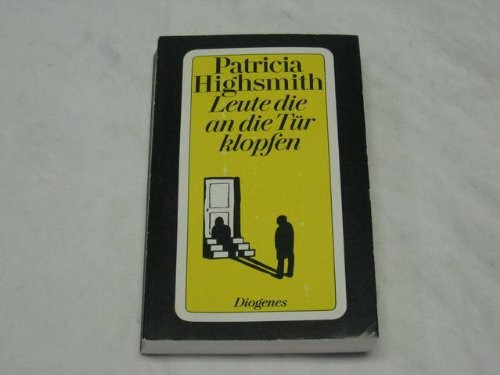 Patricia
Highsmith
Leute die
an die Tür
klopfen
Diogenes